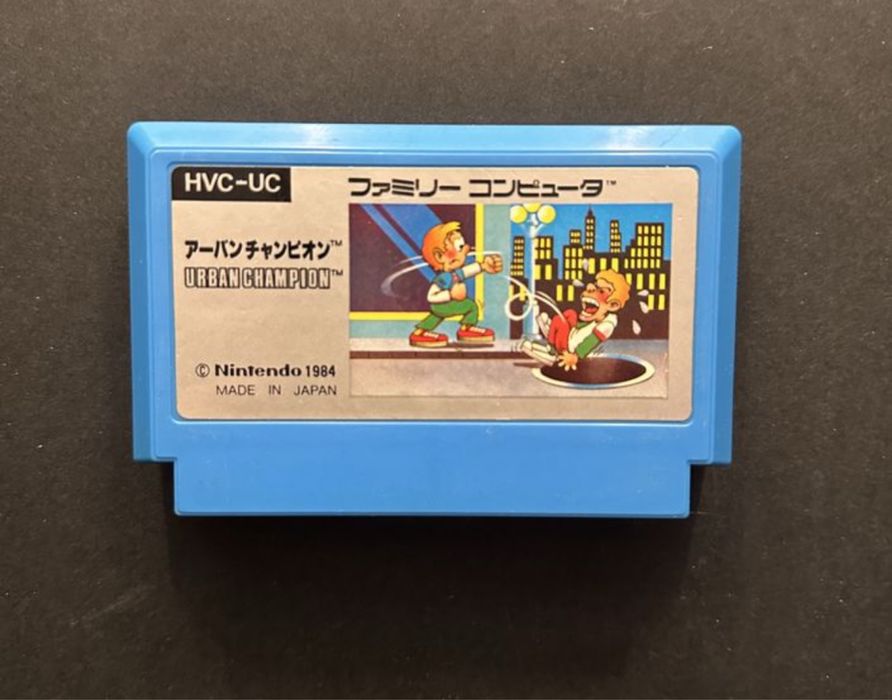 HVC-UC
ファミリー コンピュータ™
アーバンチャンピオン™
URBAN CHAMPION™
© Nintendo 1984
MADE IN JAPAN